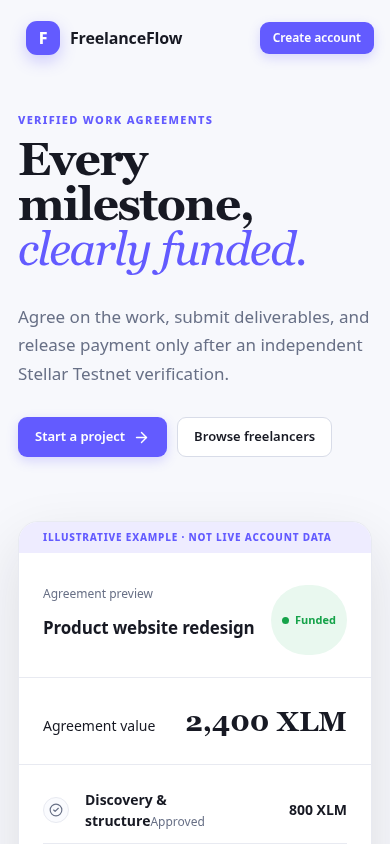 F FreelanceFlow Create account
VERIFIED WORK AGREEMENTS
Every
milestone,
clearly funded.
Agree on the work, submit deliverables, and
release payment only after an independent
Stellar Testnet verification.
Start a project → Browse freelancers
ILLUSTRATIVE EXAMPLE · NOT LIVE ACCOUNT DATA
Agreement preview
Product website redesign
Funded
Agreement value 2,400 XLM
Discovery &
structureApproved
800 XLM